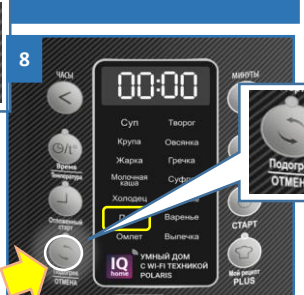 8
ЧАСЫ
МИНУТЫ
00:00
Суп
Творог
Крупа
Овсянка
Жарка
Гречка
Молочная
каша
Холодец
Варенье
Омлет
Выпечка
Время
Температура
Отложенный
старт
Подогрев
ОТМЕНА
ОТМЕНА
СТАРТ
Мой рецепт
PLUS
IQ
home
УМНЫЙ ДОМ
С WI-FI ТЕХНИКОЙ
POLARIS